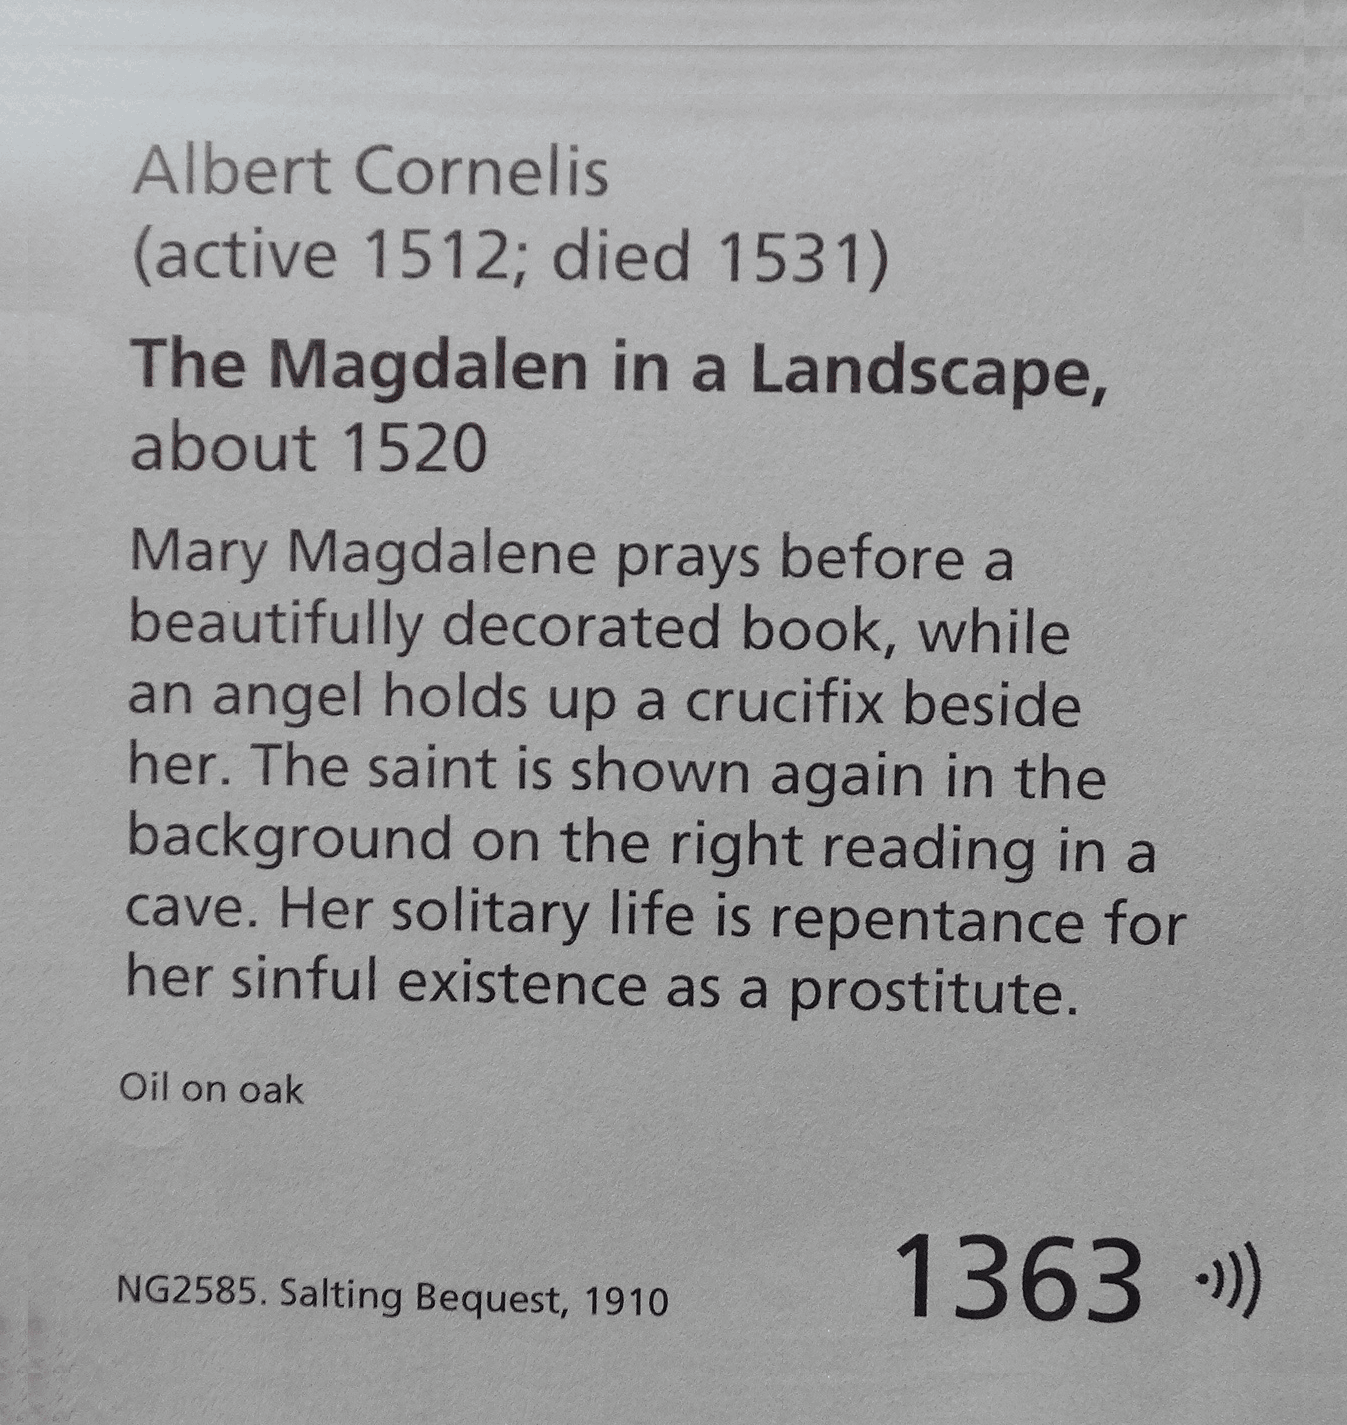 Albert Cornelis
(active 1512; died 1531)
The Magdalen in a Landscape,
about 1520
Mary Magdalene prays before a
beautifully decorated book, while
an angel holds up a crucifix beside
her. The saint is shown again in the
background on the right reading in a
cave. Her solitary life is repentance for
her sinful existence as a prostitute.
Oil on oak
NG2585. Salting Bequest, 1910
1363